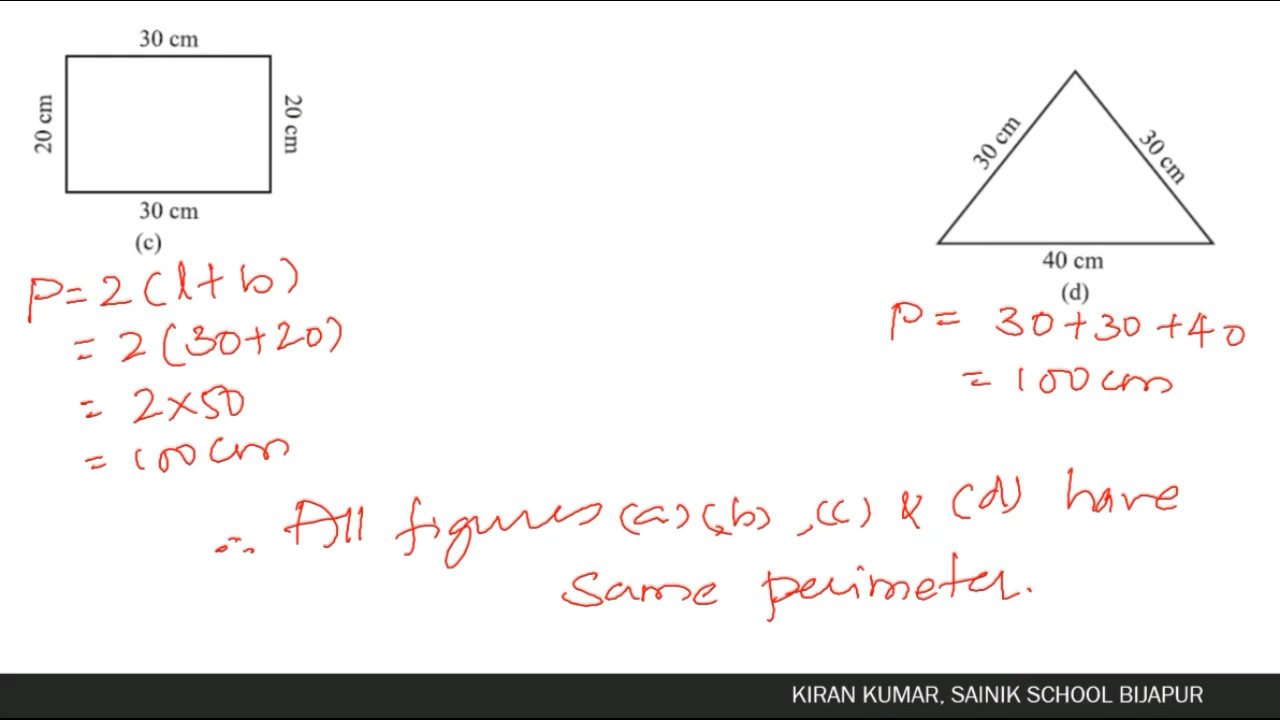 30 cm
20 cm
20 cm
30 cm
(c)
P = 2 (l + b)
= 2 (30 + 20)
= 2 × 50
= 100 cm
30 cm
30 cm
40 cm
(d)
P = 30 + 30 + 40
= 100 cm
∴ All figures (a) (b) , (c) & (d) have
same perimeter.
KIRAN KUMAR, SAINIK SCHOOL BIJAPUR